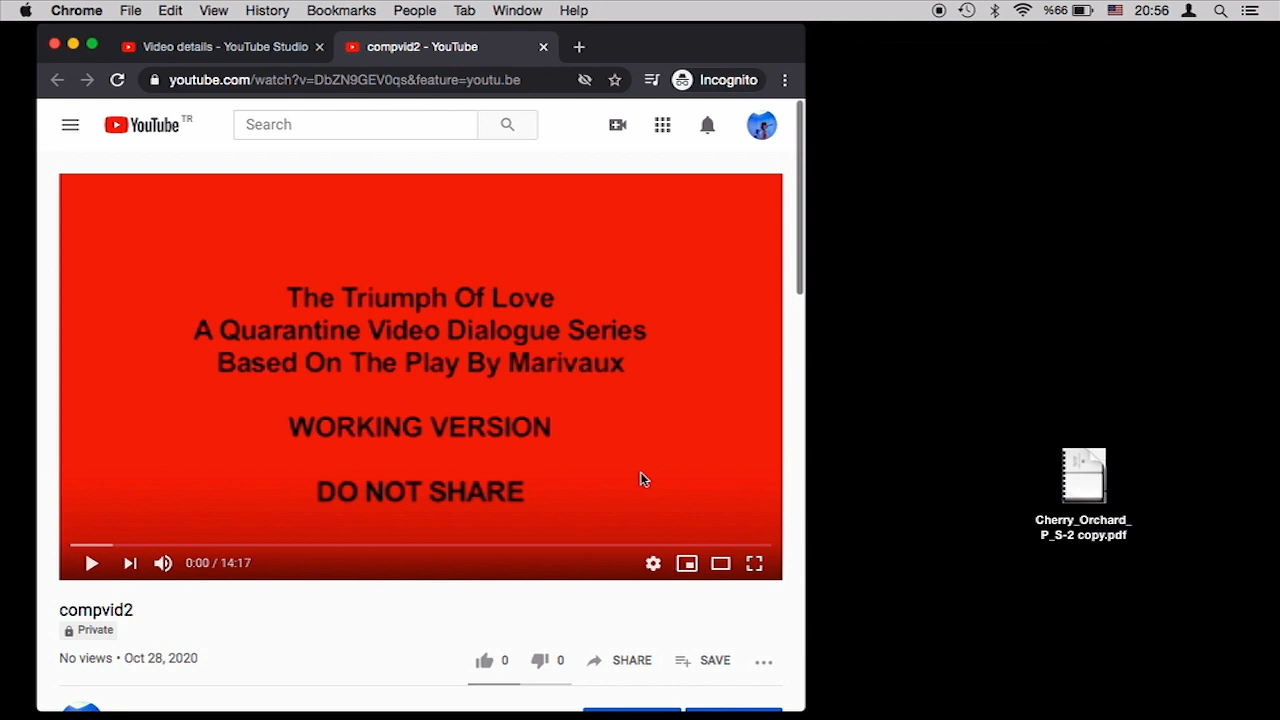 Chrome File Edit View History Bookmarks People Tab Window Help %66 20:56
Video details - YouTube Studio compvid2 - YouTube
youtube.com/watch?v=DbZN9GEV0qs&feature=youtu.be Incognito
YouTube TR Search
The Triumph Of Love
A Quarantine Video Dialogue Series
Based On The Play By Marivaux
WORKING VERSION
DO NOT SHARE
Cherry_Orchard_
P_S-2 copy.pdf
0:00 / 14:17
compvid2
Private
No views • Oct 28, 2020 0 0 SHARE SAVE